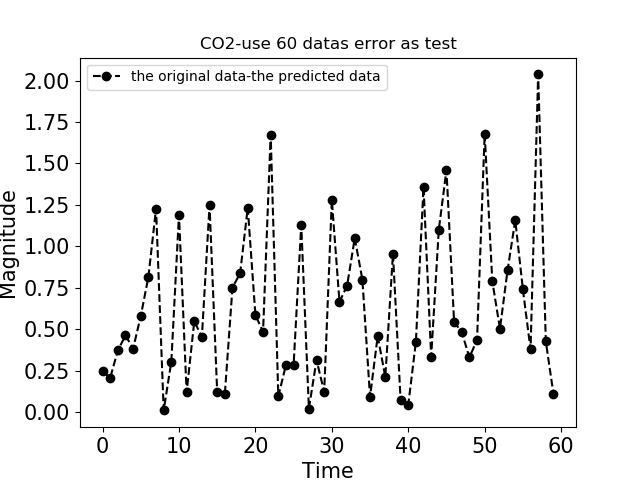 CO2-use 60 datas error as test
the original data-the predicted data
2.00
1.75
1.50
1.25
1.00
0.75
0.50
0.25
0.00
Magnitude
0 10 20 30 40 50 60
Time